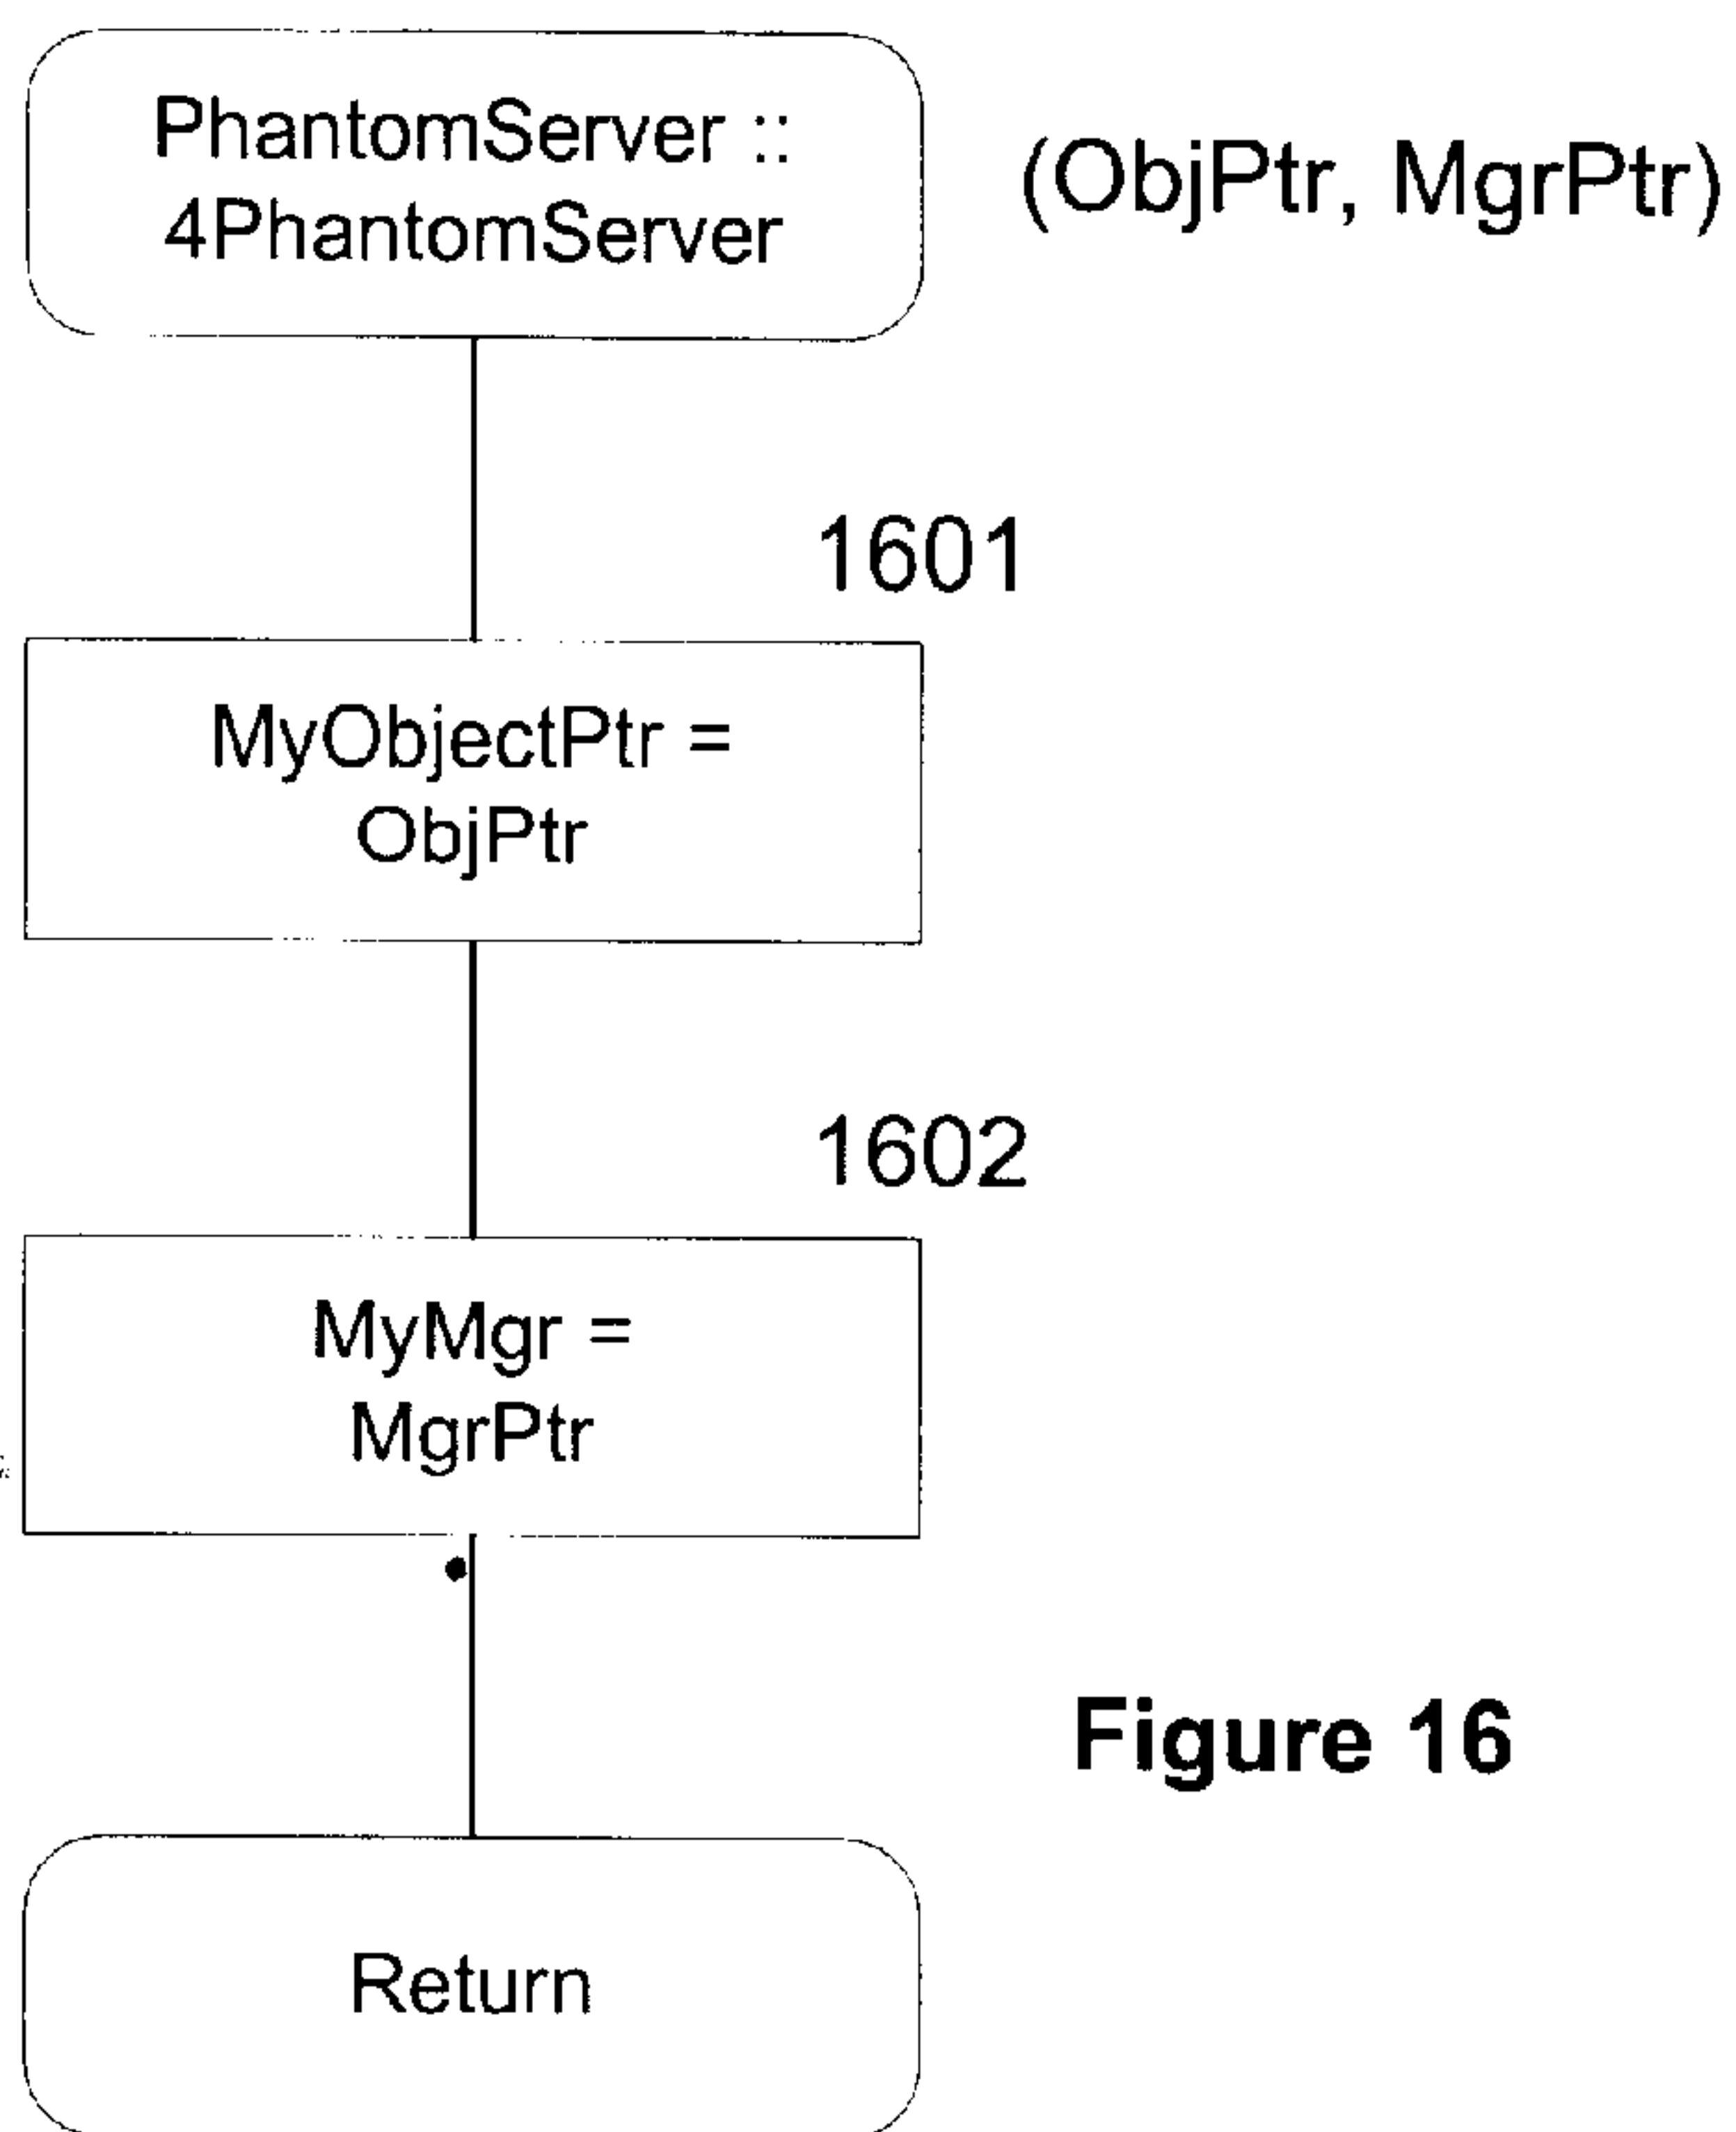 PhantomServer ::
4PhantomServer
(ObjPtr, MgrPtr)
1601
MyObjectPtr =
ObjPtr
1602
MyMgr =
MgrPtr
Figure 16
Return